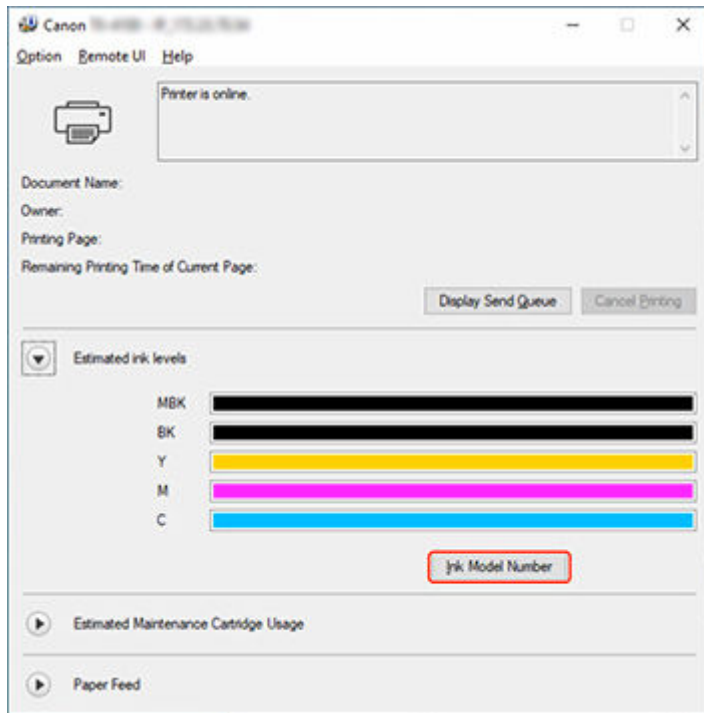 Canon
Option Remote UI Help
Printer is online.
Document Name:
Owner:
Printing Page:
Remaining Printing Time of Current Page:
Display Send Queue Cancel Printing
Estimated ink levels
MBK
BK
Y
M
C
Ink Model Number
Estimated Maintenance Cartridge Usage
Paper Feed